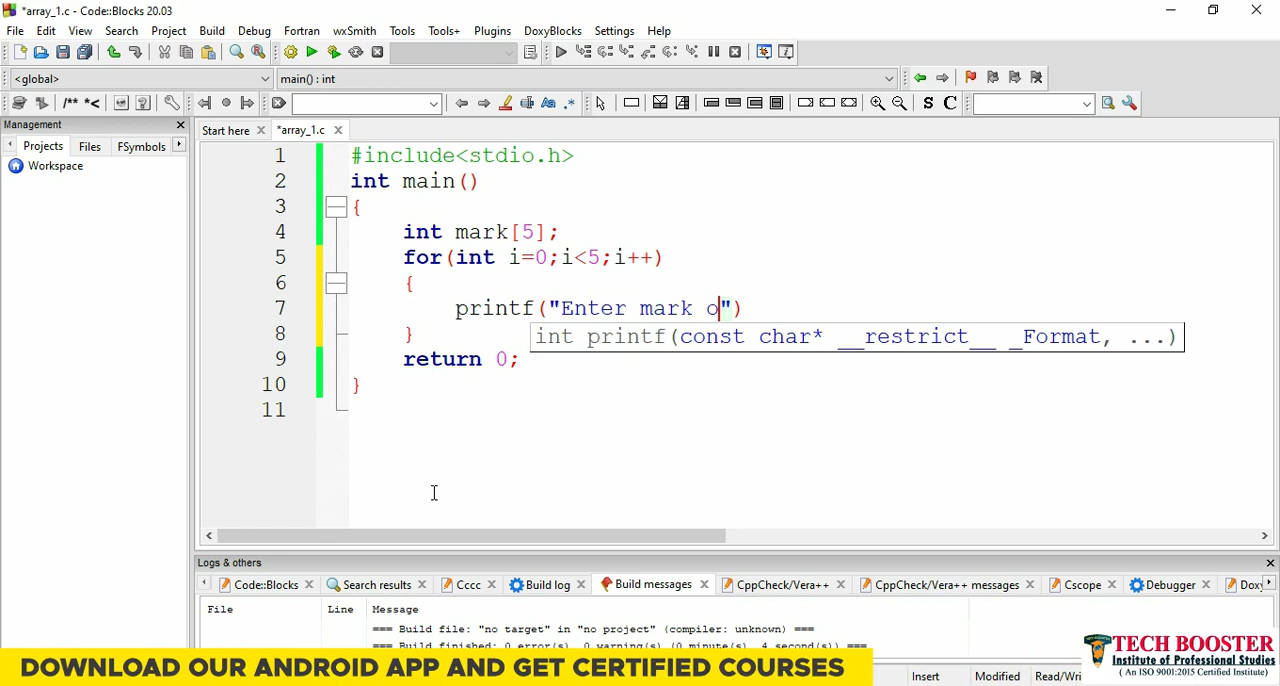 *array_1.c - Code::Blocks 20.03
File Edit View Search Project Build Debug Fortran wxSmith Tools Tools+ Plugins DoxyBlocks Settings Help
<global> main() : int
/** *<
S C
Management
Projects Files FSymbols
Workspace
Start here *array_1.c
1 #include<stdio.h>
2 int main()
3 {
4 int mark[5];
5 for(int i=0;i<5;i++)
6 {
7 printf("Enter mark o")
int printf(const char* __restrict__ _Format, ...)
8 }
9 return 0;
10 }
11
Logs & others
Code::Blocks Search results Cccc Build log Build messages CppCheck/Vera++ CppCheck/Vera++ messages Cscope Debugger
File Line Message
=== Build file: "no target" in "no project" (compiler: unknown) ===
=== Build finished: 0 error(s), 0 warning(s) (0 minute(s), 4 second(s)) ===
Insert Modified Read/Wri
DOWNLOAD OUR ANDROID APP AND GET CERTIFIED COURSES
TECH BOOSTER
Institute of Professional Studies
( An ISO 9001:2015 Certified Institute)